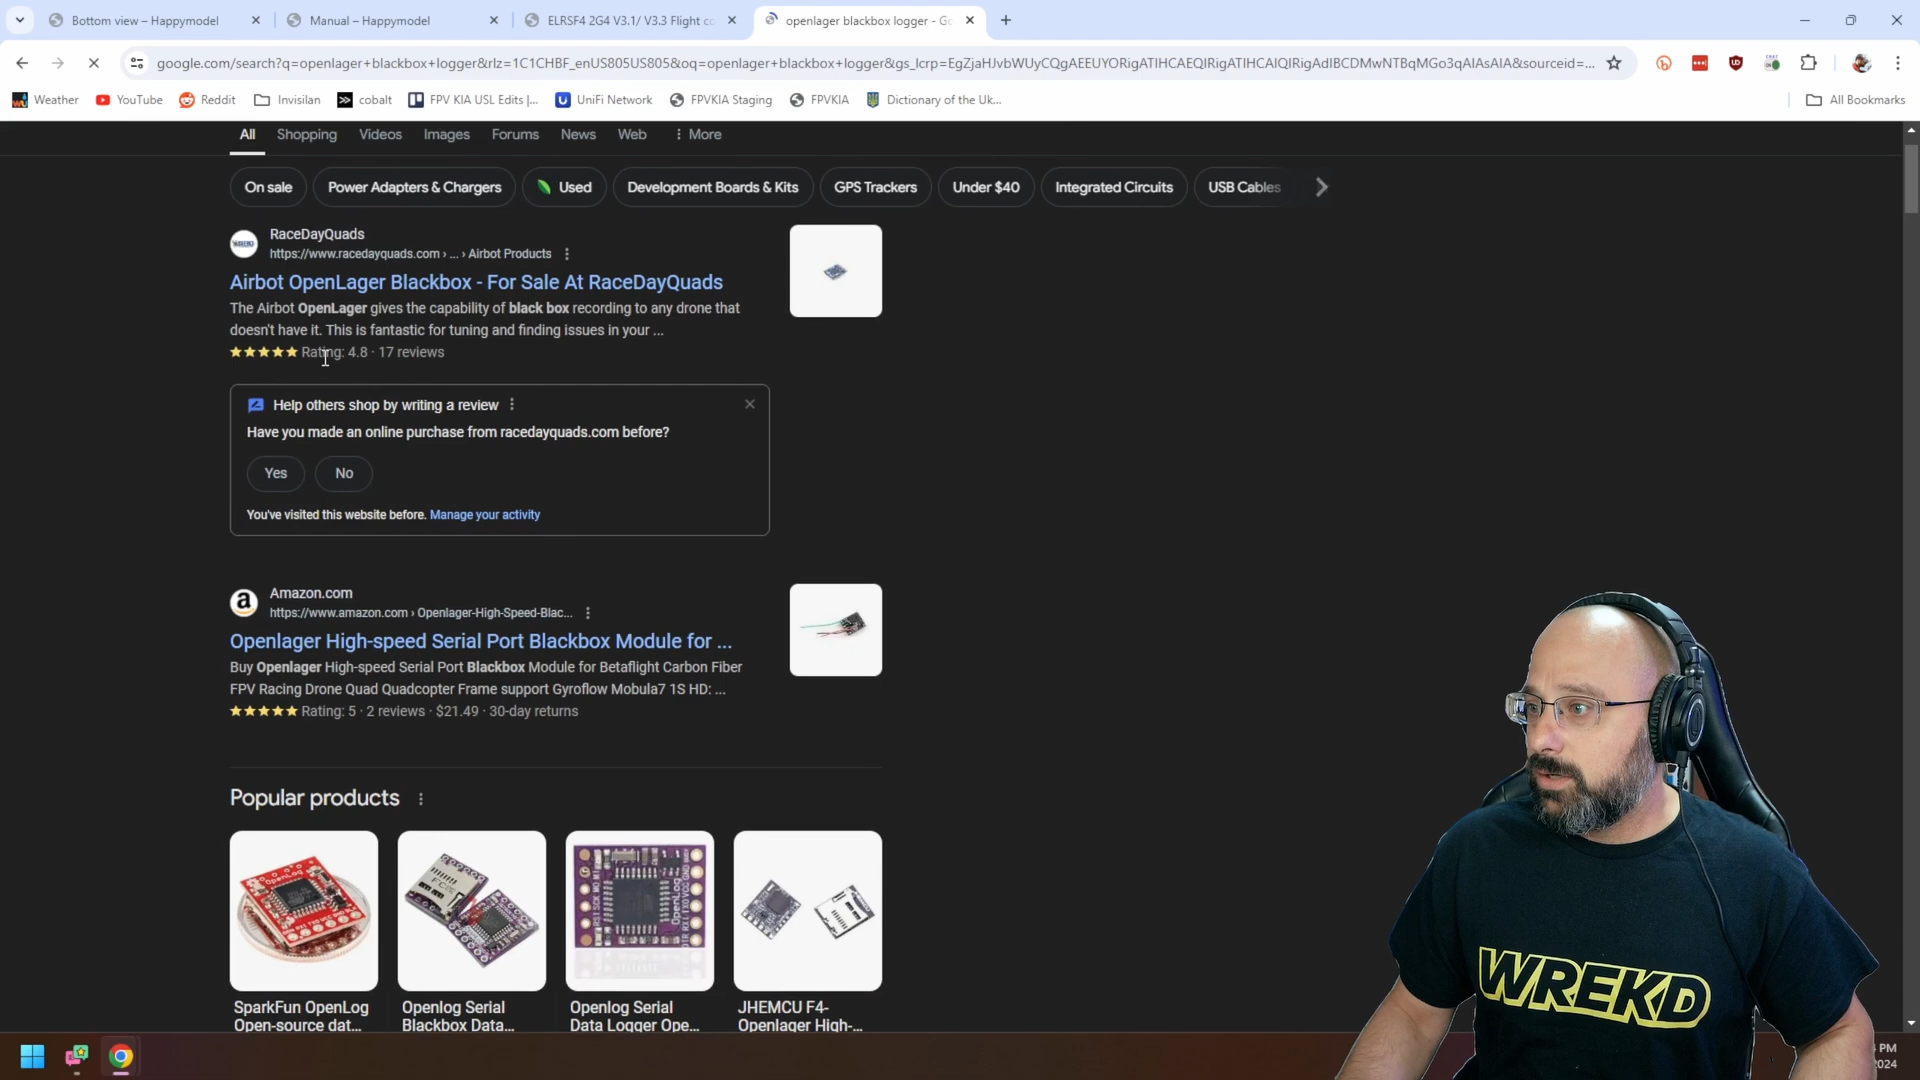 Bottom view – Happymodel
Manual – Happymodel
ELRSF4 2G4 V3.1/ V3.3 Flight co
openlager blackbox logger - Go
google.com/search?q=openlager+blackbox+logger&rlz=1C1CHBF_enUS805US805&oq=openlager+blackbox+logger&gs_lcrp=EgZjaHJvbWUyCQgAEEUYORigATIHCAEQIRigATIHCAIQIRigAdIBCDMwNTBqMGo3qAIAsAIA&sourceid=...
Weather
YouTube
Reddit
Invisilan
cobalt
FPV KIA USL Edits |...
UniFi Network
FPVKIA Staging
FPVKIA
Dictionary of the Uk...
All Bookmarks
All
Shopping
Videos
Images
Forums
News
Web
More
On sale
Power Adapters & Chargers
Used
Development Boards & Kits
GPS Trackers
Under $40
Integrated Circuits
USB Cables
RaceDayQuads
https://www.racedayquads.com › ... › Airbot Products
Airbot OpenLager Blackbox - For Sale At RaceDayQuads
The Airbot OpenLager gives the capability of black box recording to any drone that
doesn't have it. This is fantastic for tuning and finding issues in your ...
Rating: 4.8 · 17 reviews
Help others shop by writing a review
Have you made an online purchase from racedayquads.com before?
Yes
No
You've visited this website before. Manage your activity
Amazon.com
https://www.amazon.com › Openlager-High-Speed-Blac...
Openlager High-speed Serial Port Blackbox Module for ...
Buy Openlager High-speed Serial Port Blackbox Module for Betaflight Carbon Fiber
FPV Racing Drone Quad Quadcopter Frame support Gyroflow Mobula7 1S HD: ...
Rating: 5 · 2 reviews · $21.49 · 30-day returns
Popular products
SparkFun OpenLog
Open-source dat...
Openlog Serial
Blackbox Data...
Openlog Serial
Data Logger Ope...
JHEMCU F4-
Openlager High-...
WREKD
PM
2024